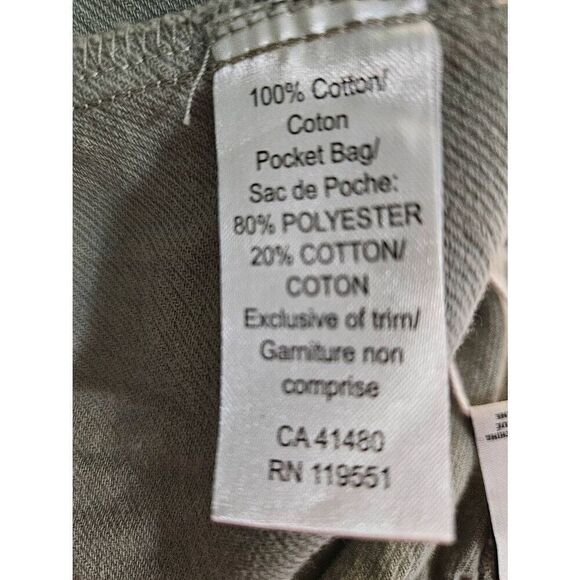 100% Cotton/
Coton
Pocket Bag/
Sac de Poche:
80% POLYESTER
20% COTTON/
COTON
Exclusive of trim/
Garniture non
comprise
CA 41480
RN 119551